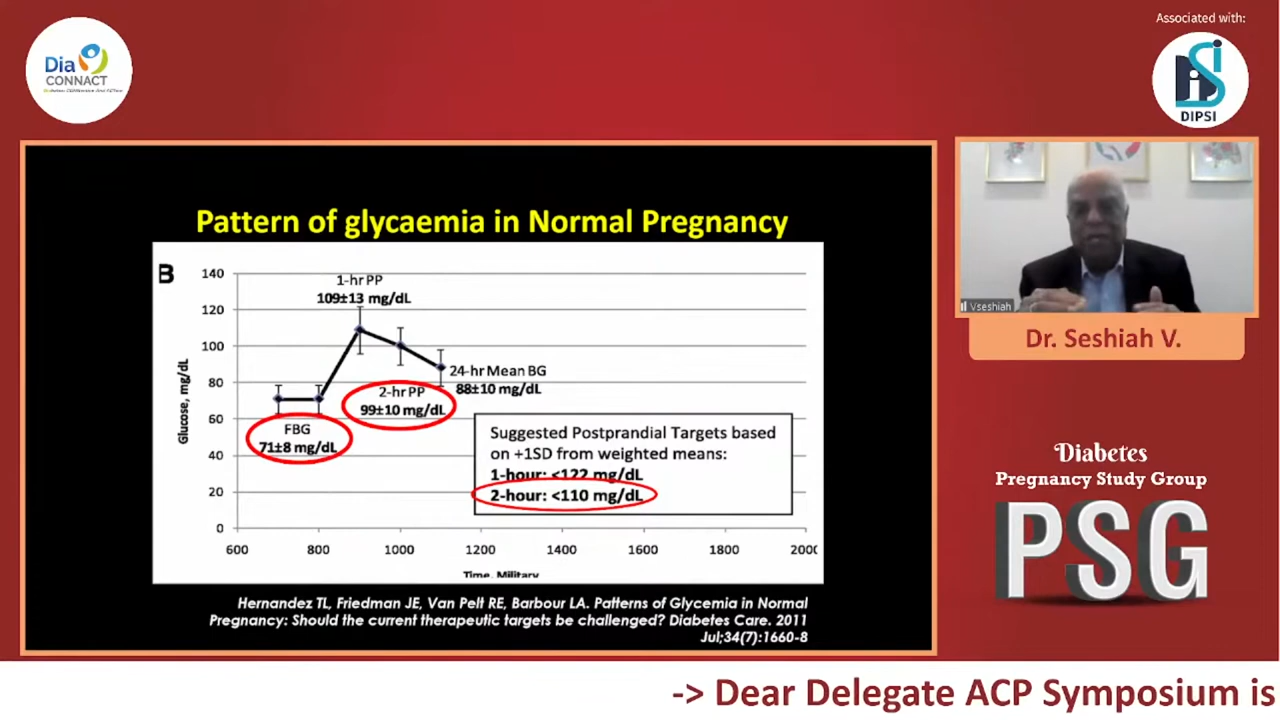 Dia
CONNACT
Associated with:
DiPSi
DIPSI
Pattern of glycaemia in Normal Pregnancy
B
140
120
100
80
60
40
20
0
600
800
1000
1200
1400
1600
1800
2000
Glucose, mg/dL
Time, Military
1-hr PP
109±13 mg/dL
24-hr Mean BG
88±10 mg/dL
2-hr PP
99±10 mg/dL
FBG
71±8 mg/dL
Suggested Postprandial Targets based
on +1SD from weighted means:
1-hour: <122 mg/dL
2-hour: <110 mg/dL
Hernandez TL, Friedman JE, Van Pelt RE, Barbour LA. Patterns of Glycemia in Normal
Pregnancy: Should the current therapeutic targets be challenged? Diabetes Care. 2011
Jul;34(7):1660-8
Vseshiah
Dr. Seshiah V.
Diabetes
Pregnancy Study Group
PSG
-> Dear Delegate ACP Symposium is